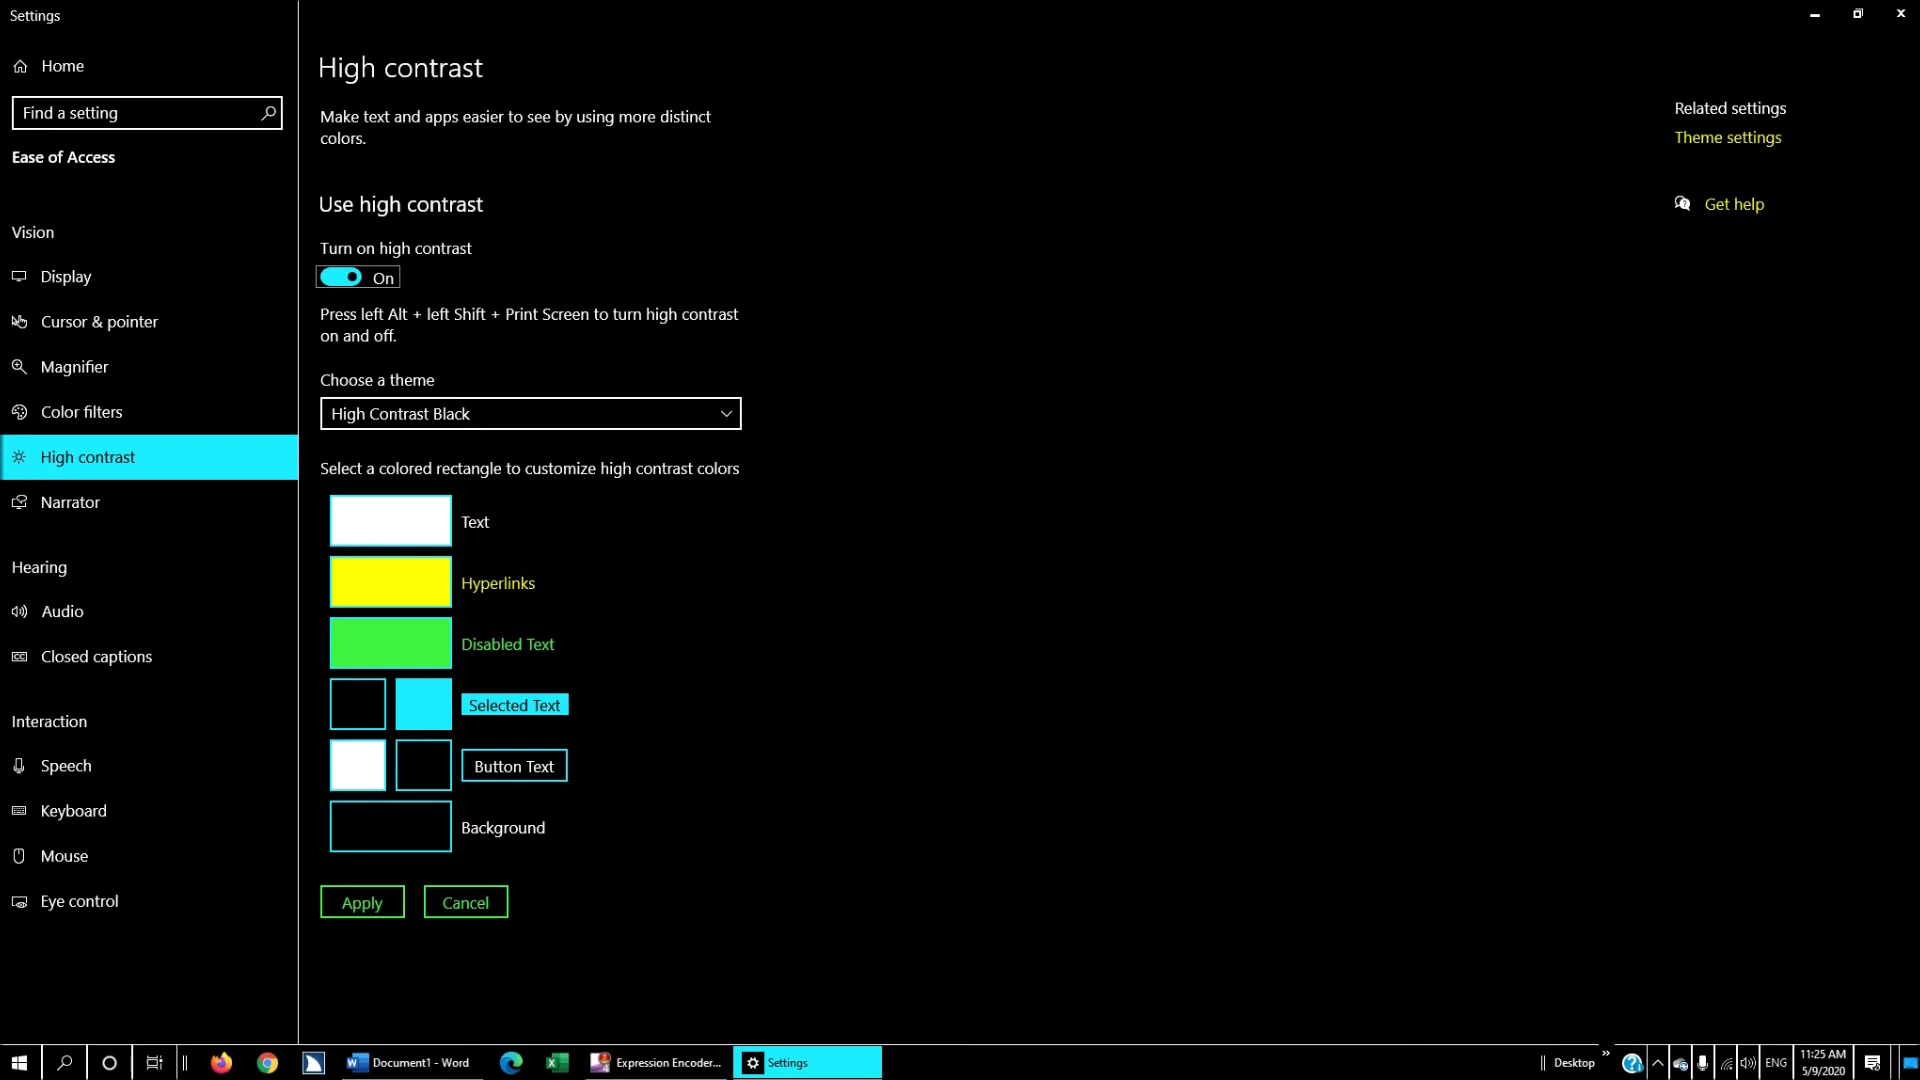 Settings
Home
Find a setting
Ease of Access
Vision
Display
Cursor & pointer
Magnifier
Color filters
High contrast
Narrator
Hearing
Audio
Closed captions
Interaction
Speech
Keyboard
Mouse
Eye control
High contrast
Make text and apps easier to see by using more distinct
colors.
Use high contrast
Turn on high contrast
On
Press left Alt + left Shift + Print Screen to turn high contrast
on and off.
Choose a theme
High Contrast Black
Select a colored rectangle to customize high contrast colors
Text
Hyperlinks
Disabled Text
Selected Text
Button Text
Background
Apply Cancel
Related settings
Theme settings
Get help
Document1 - Word Expression Encoder... Settings Desktop ENG 11:25 AM
5/9/2020